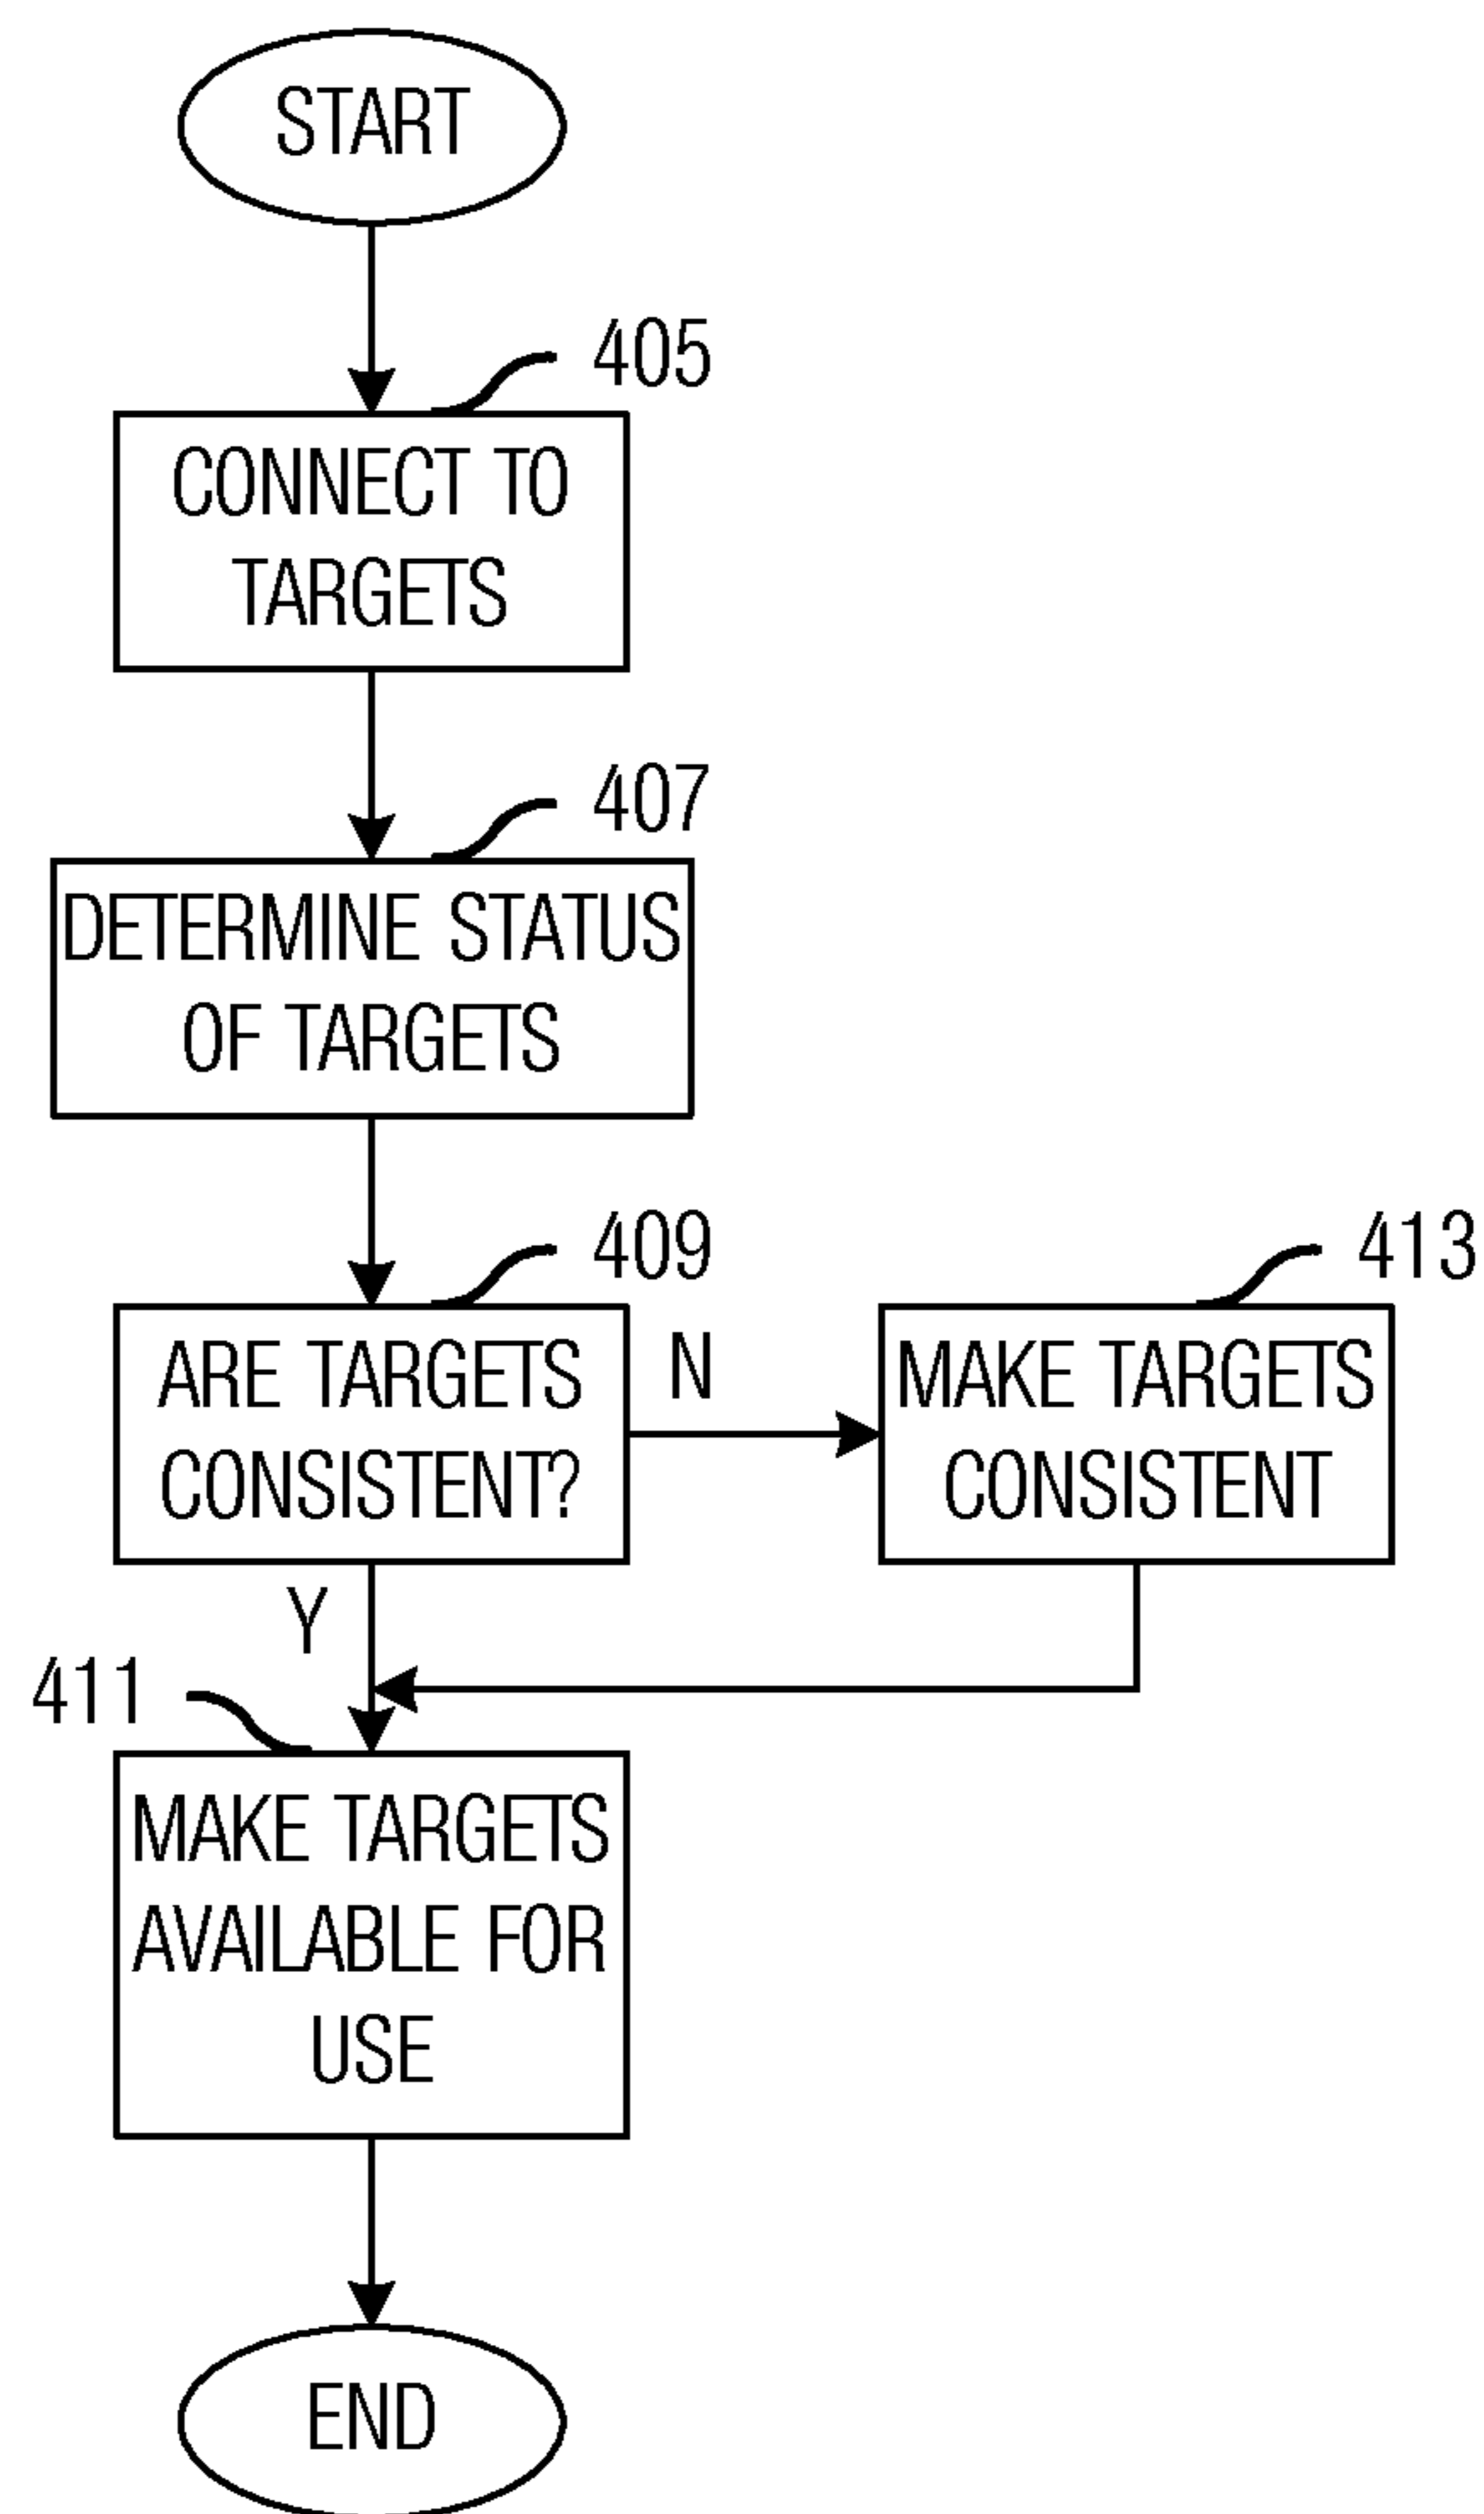 START
405
CONNECT TO
TARGETS
407
DETERMINE STATUS
OF TARGETS
409
ARE TARGETS
CONSISTENT?
N
413
MAKE TARGETS
CONSISTENT
Y
411
MAKE TARGETS
AVAILABLE FOR
USE
END